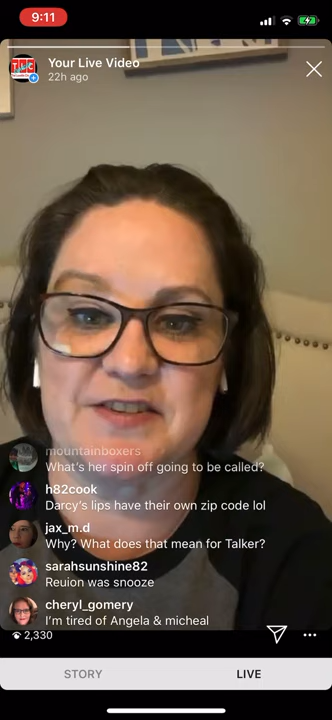 9:11
TLC
Your Live Video
22h ago
mountainboxers
What's her spin off going to be called?
h82cook
Darcy's lips have their own zip code lol
jax_m.d
Why? What does that mean for Talker?
sarahsunshine82
Reuion was snooze
cheryl_gomery
I'm tired of Angela & micheal
2,330
STORY
LIVE